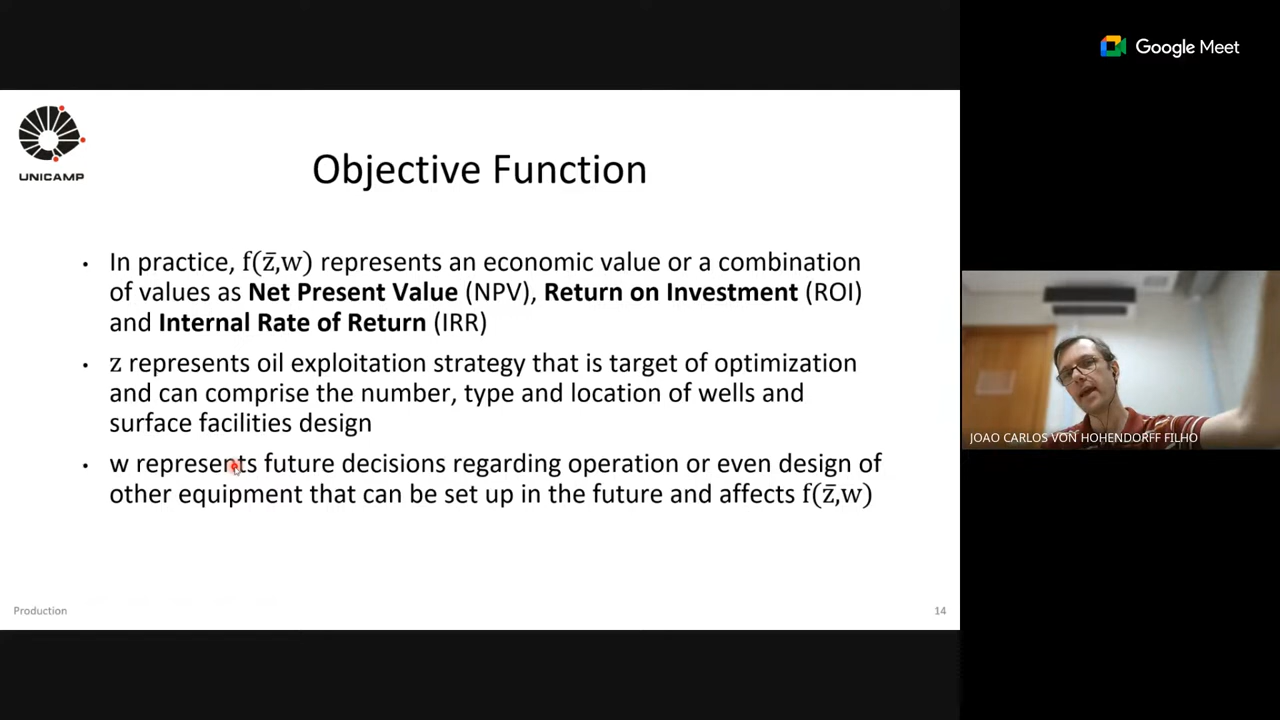 Google Meet
UNICAMP
Objective Function
• In practice, f(z̄,w) represents an economic value or a combination
of values as Net Present Value (NPV), Return on Investment (ROI)
and Internal Rate of Return (IRR)
• z represents oil exploitation strategy that is target of optimization
and can comprise the number, type and location of wells and
surface facilities design
• w represents future decisions regarding operation or even design of
other equipment that can be set up in the future and affects f(z̄,w)
JOAO CARLOS VON HOHENDORFF FILHO
Production
14